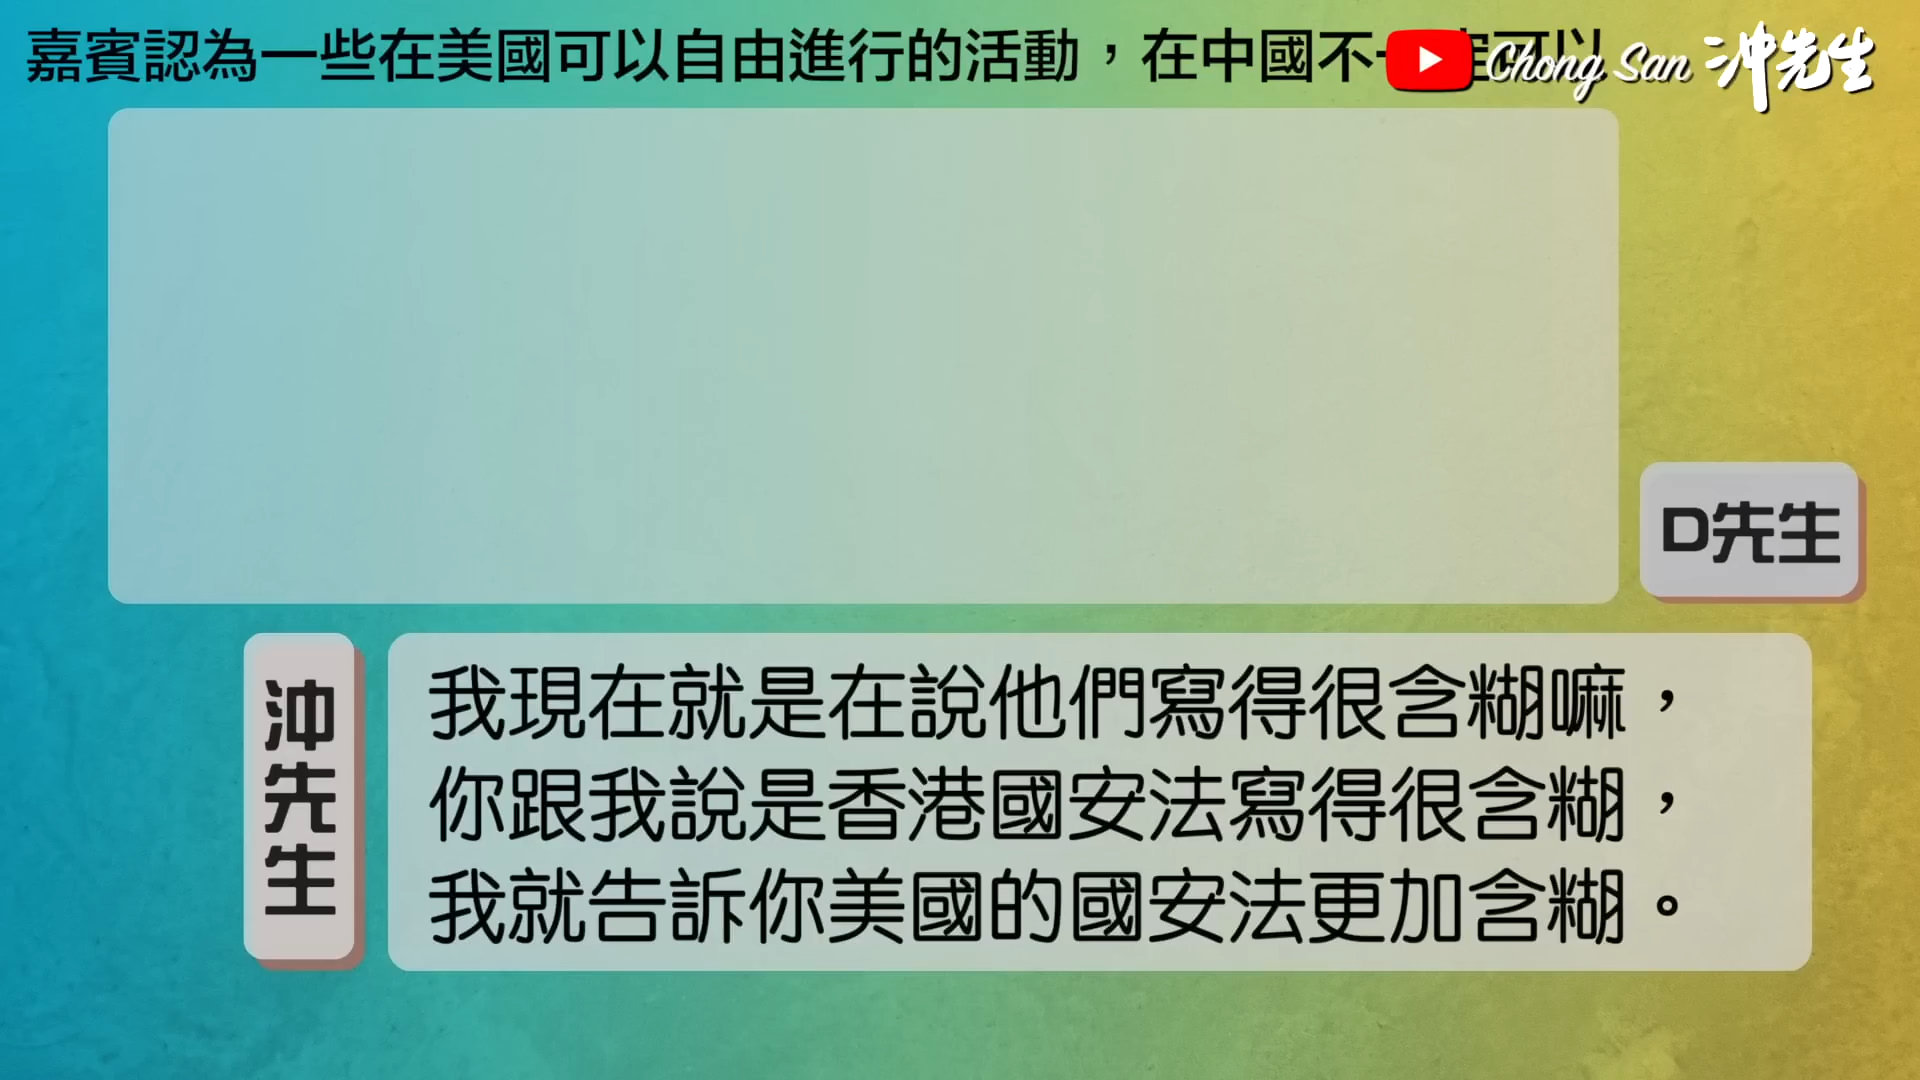 嘉賓認為一些在美國可以自由進行的活動，在中國不一定可以
Chong San 沖先生
D先生
沖先生
我現在就是在說他們寫得很含糊嘛，
你跟我說是香港國安法寫得很含糊，
我就告訴你美國的國安法更加含糊。